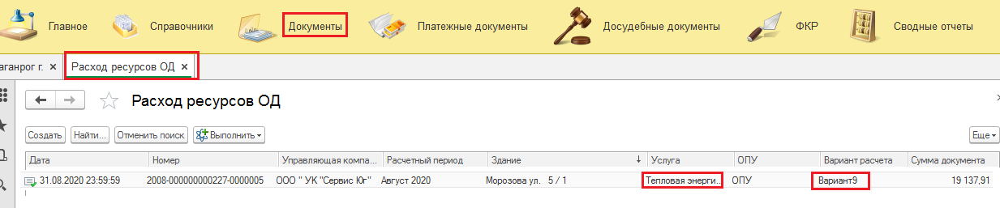 Главное Справочники Документы Платежные документы Досудебные документы ФКР Сводные отчеты
аганрог г. × Расход ресурсов ОД ×
Расход ресурсов ОД
Создать Найти... Отменить поиск Выполнить Еще
Дата Номер Управляющая компа... Расчетный период Здание Услуга ОПУ Вариант расчета Сумма документа
31.08.2020 23:59:59 2008-000000000227-0000005 ООО " УК "Сервис Юг" Август 2020 Морозова ул. 5 / 1 Тепловая энерги... ОПУ Вариант9 19 137,91